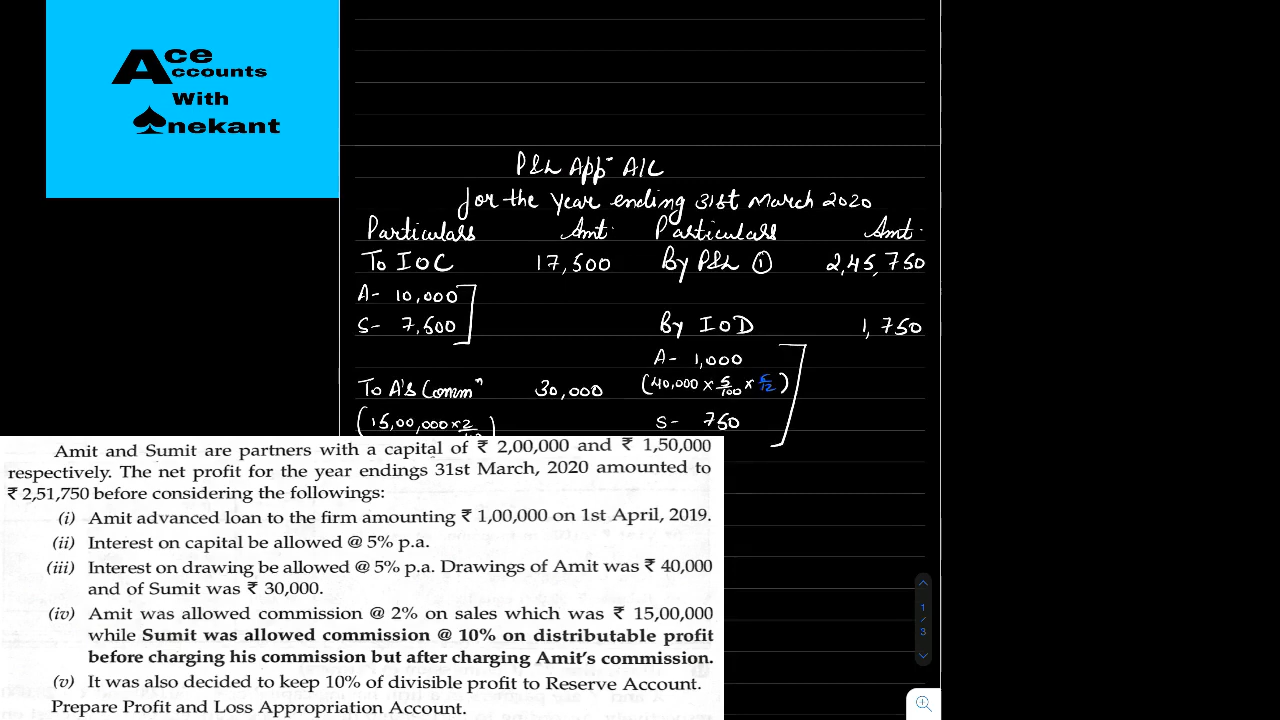 Ace
Accounts
With
Anekant
P&L App" A/C
for the Year ending 31st March 2020
Particulars Amt. Particulars Amt.
To IOC 17,500 By P&L ① 2,45,750
A- 10,000
S- 7,500 By IOD 1,750
A- 1,000
To A's Comm" 30,000 (40,000 × 5/100 × 6/12)
(15,00,000 × 2/ S- 750
Amit and Sumit are partners with a capital of ₹ 2,00,000 and ₹ 1,50,000
respectively. The net profit for the year endings 31st March, 2020 amounted to
₹ 2,51,750 before considering the followings:
(i) Amit advanced loan to the firm amounting ₹ 1,00,000 on 1st April, 2019.
(ii) Interest on capital be allowed @ 5% p.a.
(iii) Interest on drawing be allowed @ 5% p.a. Drawings of Amit was ₹ 40,000
and of Sumit was ₹ 30,000.
(iv) Amit was allowed commission @ 2% on sales which was ₹ 15,00,000
while Sumit was allowed commission @ 10% on distributable profit
before charging his commission but after charging Amit's commission.
(v) It was also decided to keep 10% of divisible profit to Reserve Account.
Prepare Profit and Loss Appropriation Account.
1
/
3